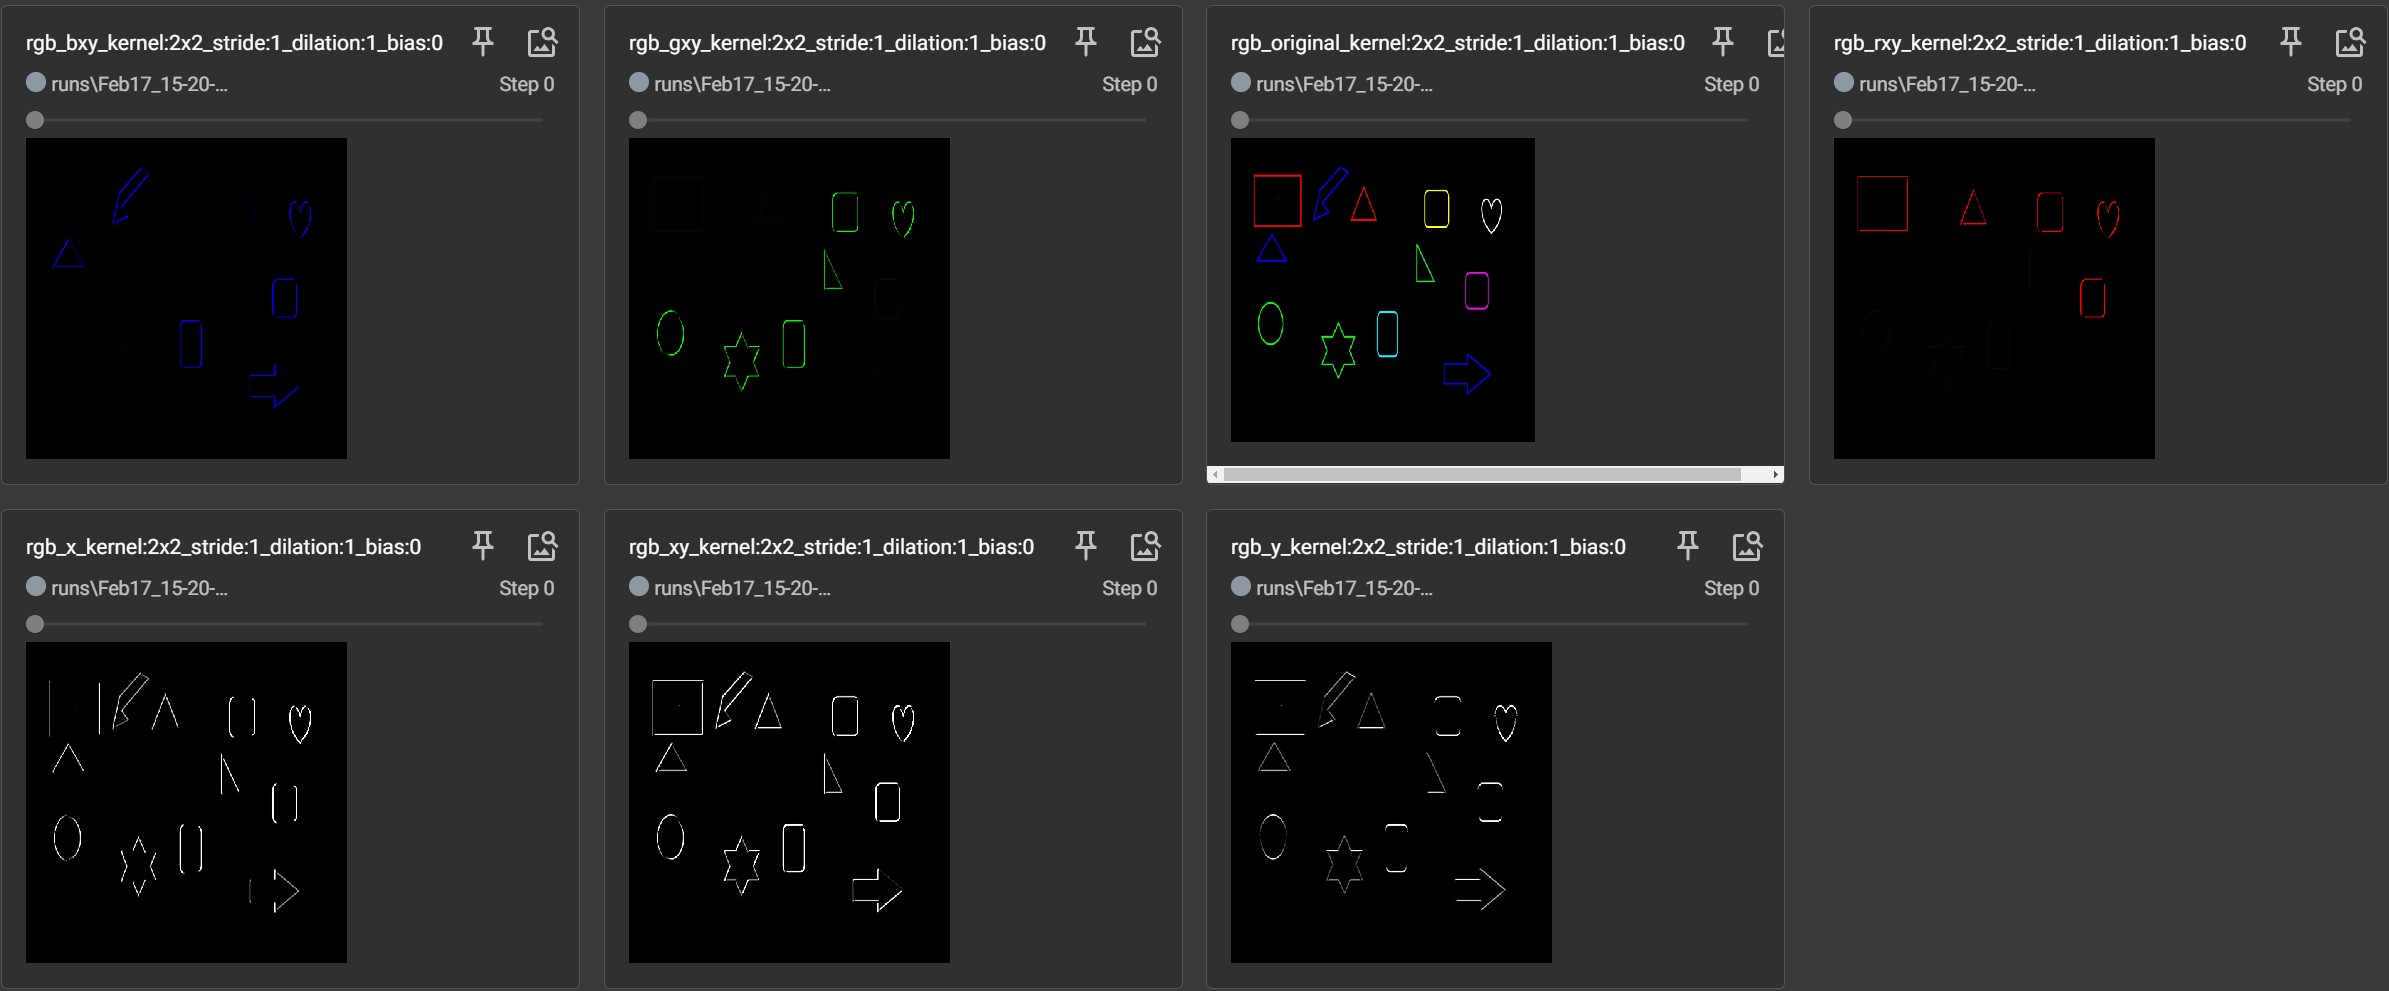 rgb_bxy_kernel:2x2_stride:1_dilation:1_bias:0
runs\Feb17_15-20-...
Step 0
rgb_gxy_kernel:2x2_stride:1_dilation:1_bias:0
runs\Feb17_15-20-...
Step 0
rgb_original_kernel:2x2_stride:1_dilation:1_bias:0
runs\Feb17_15-20-...
Step 0
rgb_rxy_kernel:2x2_stride:1_dilation:1_bias:0
runs\Feb17_15-20-...
Step 0
rgb_x_kernel:2x2_stride:1_dilation:1_bias:0
runs\Feb17_15-20-...
Step 0
rgb_xy_kernel:2x2_stride:1_dilation:1_bias:0
runs\Feb17_15-20-...
Step 0
rgb_y_kernel:2x2_stride:1_dilation:1_bias:0
runs\Feb17_15-20-...
Step 0